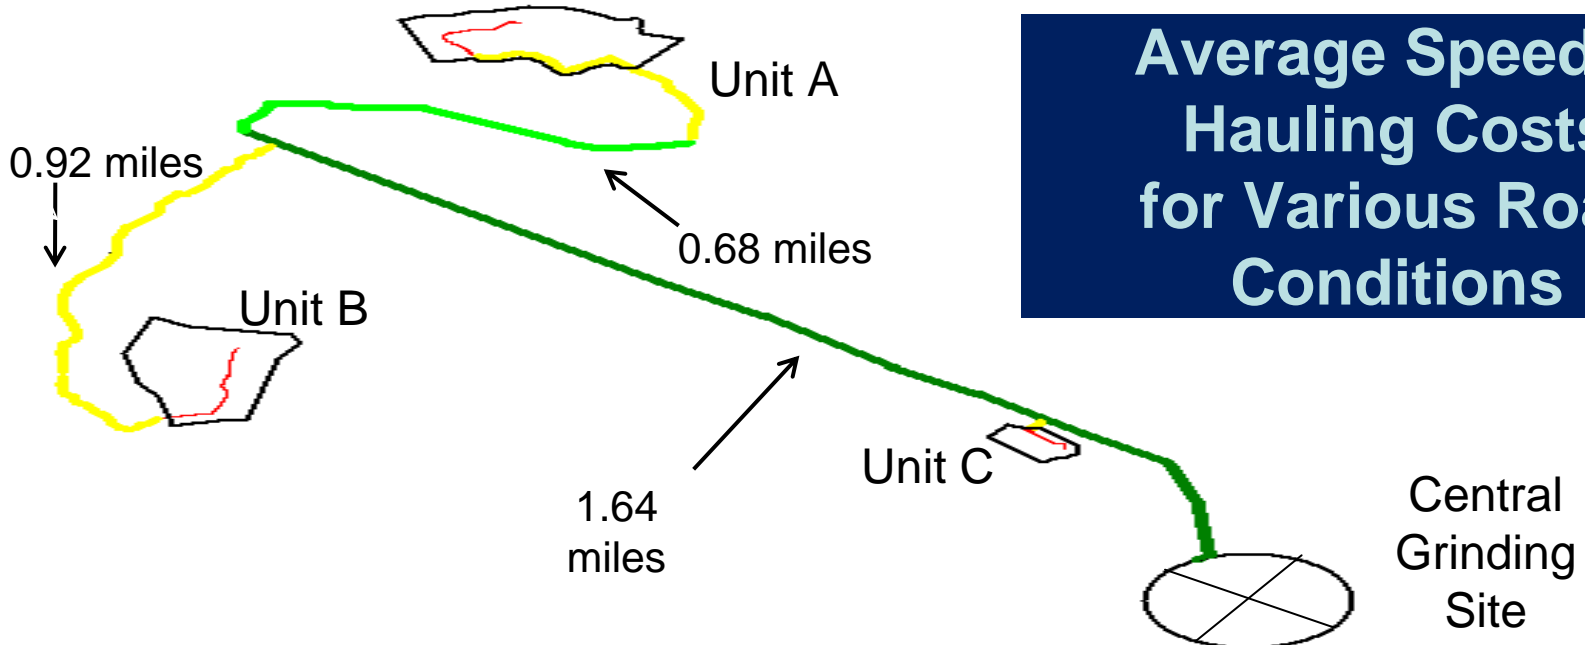 Unit A
Average Speed
Hauling Costs
for Various Roa
Conditions
0.92 miles
0.68 miles
Unit B
1.64
miles
Unit C
Central
Grinding
Site